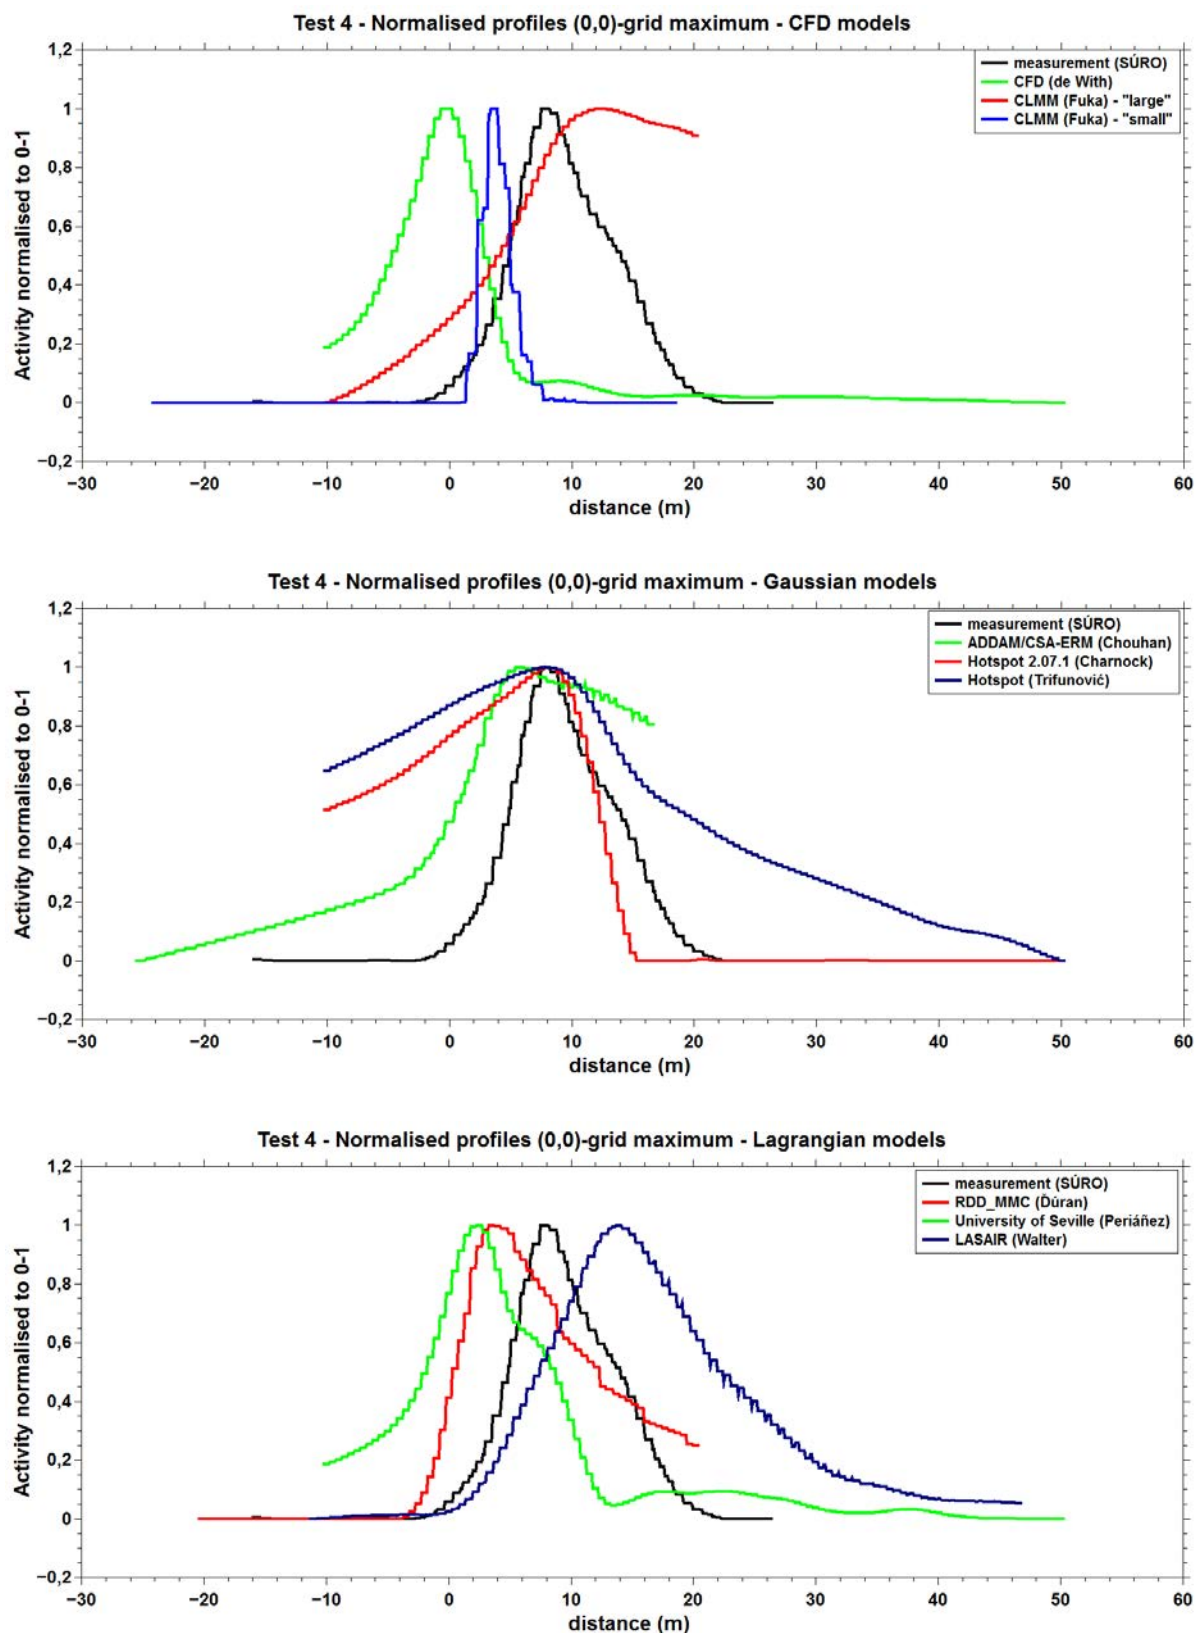 Test 4 - Normalised profiles (0,0)-grid maximum - CFD models
1,2
1
0,8
0,6
0,4
0,2
0
−0,2
Activity normalised to 0-1
measurement (SÚRO)
CFD (de With)
CLMM (Fuka) - "large"
CLMM (Fuka) - "small"
−30 −20 −10 0 10 20 30 40 50 60
distance (m)
Test 4 - Normalised profiles (0,0)-grid maximum - Gaussian models
1,2
1
0,8
0,6
0,4
0,2
0
−0,2
Activity normalised to 0-1
measurement (SÚRO)
ADDAM/CSA-ERM (Chouhan)
Hotspot 2.07.1 (Charnock)
Hotspot (Trifunović)
−30 −20 −10 0 10 20 30 40 50 60
distance (m)
Test 4 - Normalised profiles (0,0)-grid maximum - Lagrangian models
1,2
1
0,8
0,6
0,4
0,2
0
−0,2
Activity normalised to 0-1
measurement (SÚRO)
RDD_MMC (Ďúran)
University of Seville (Periáñez)
LASAIR (Walter)
−30 −20 −10 0 10 20 30 40 50 60
distance (m)